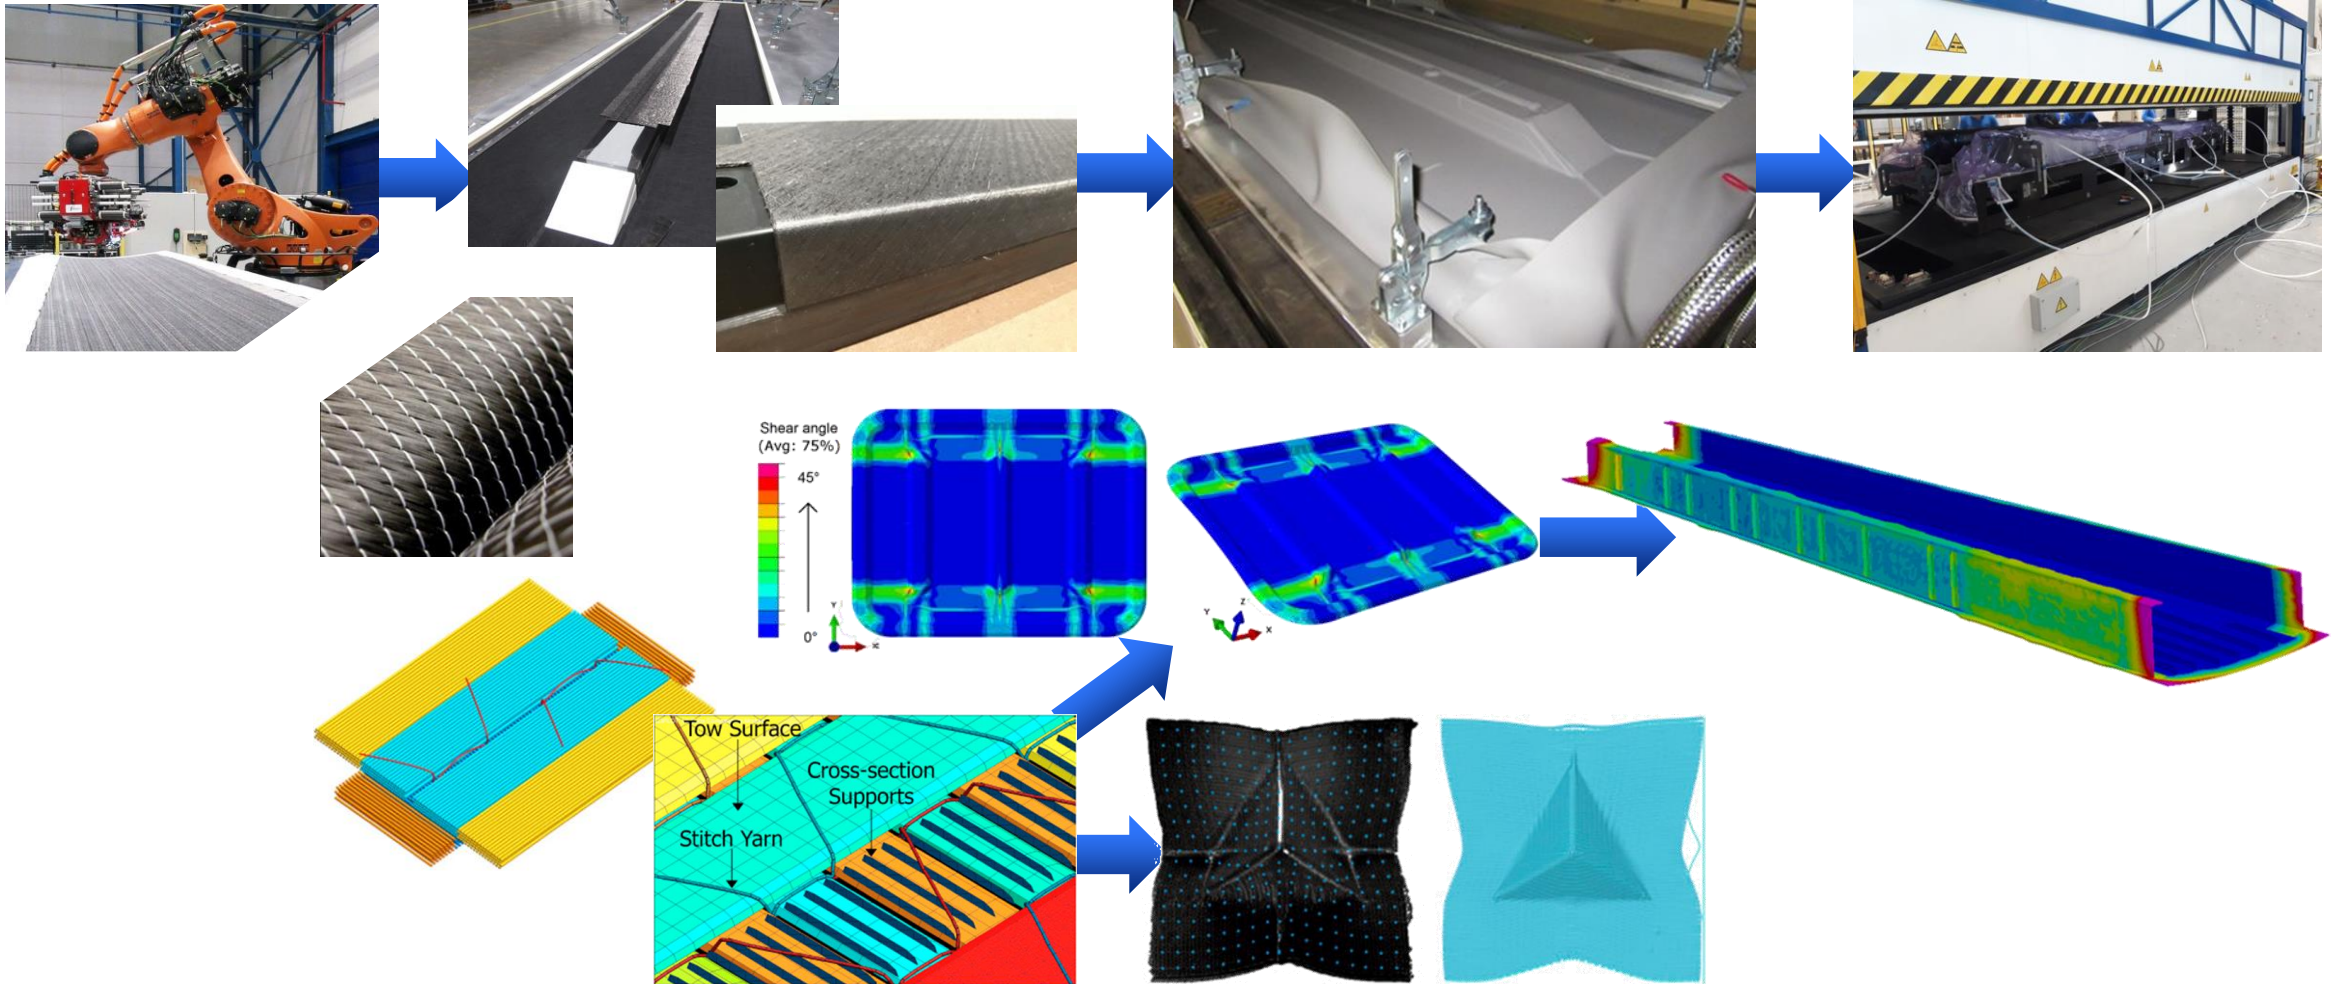 Shear angle
(Avg: 75%)
45°
0°
Y
X
Y
Z
X
Tow Surface
Cross-section
Supports
Stitch Yarn